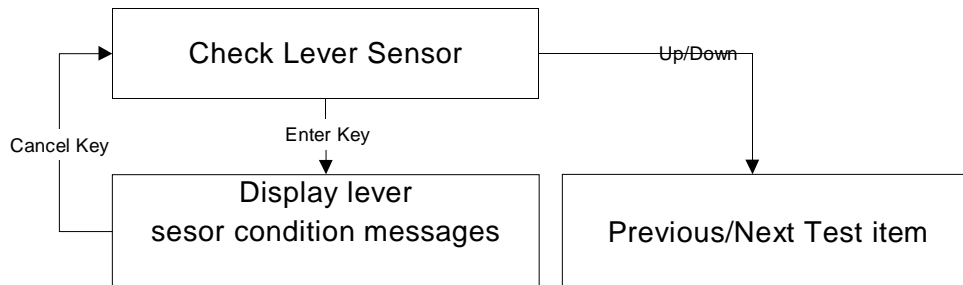 Check Lever Sensor
Up/Down
Cancel Key
Enter Key
Display lever
sesor condition messages
Previous/Next Test item